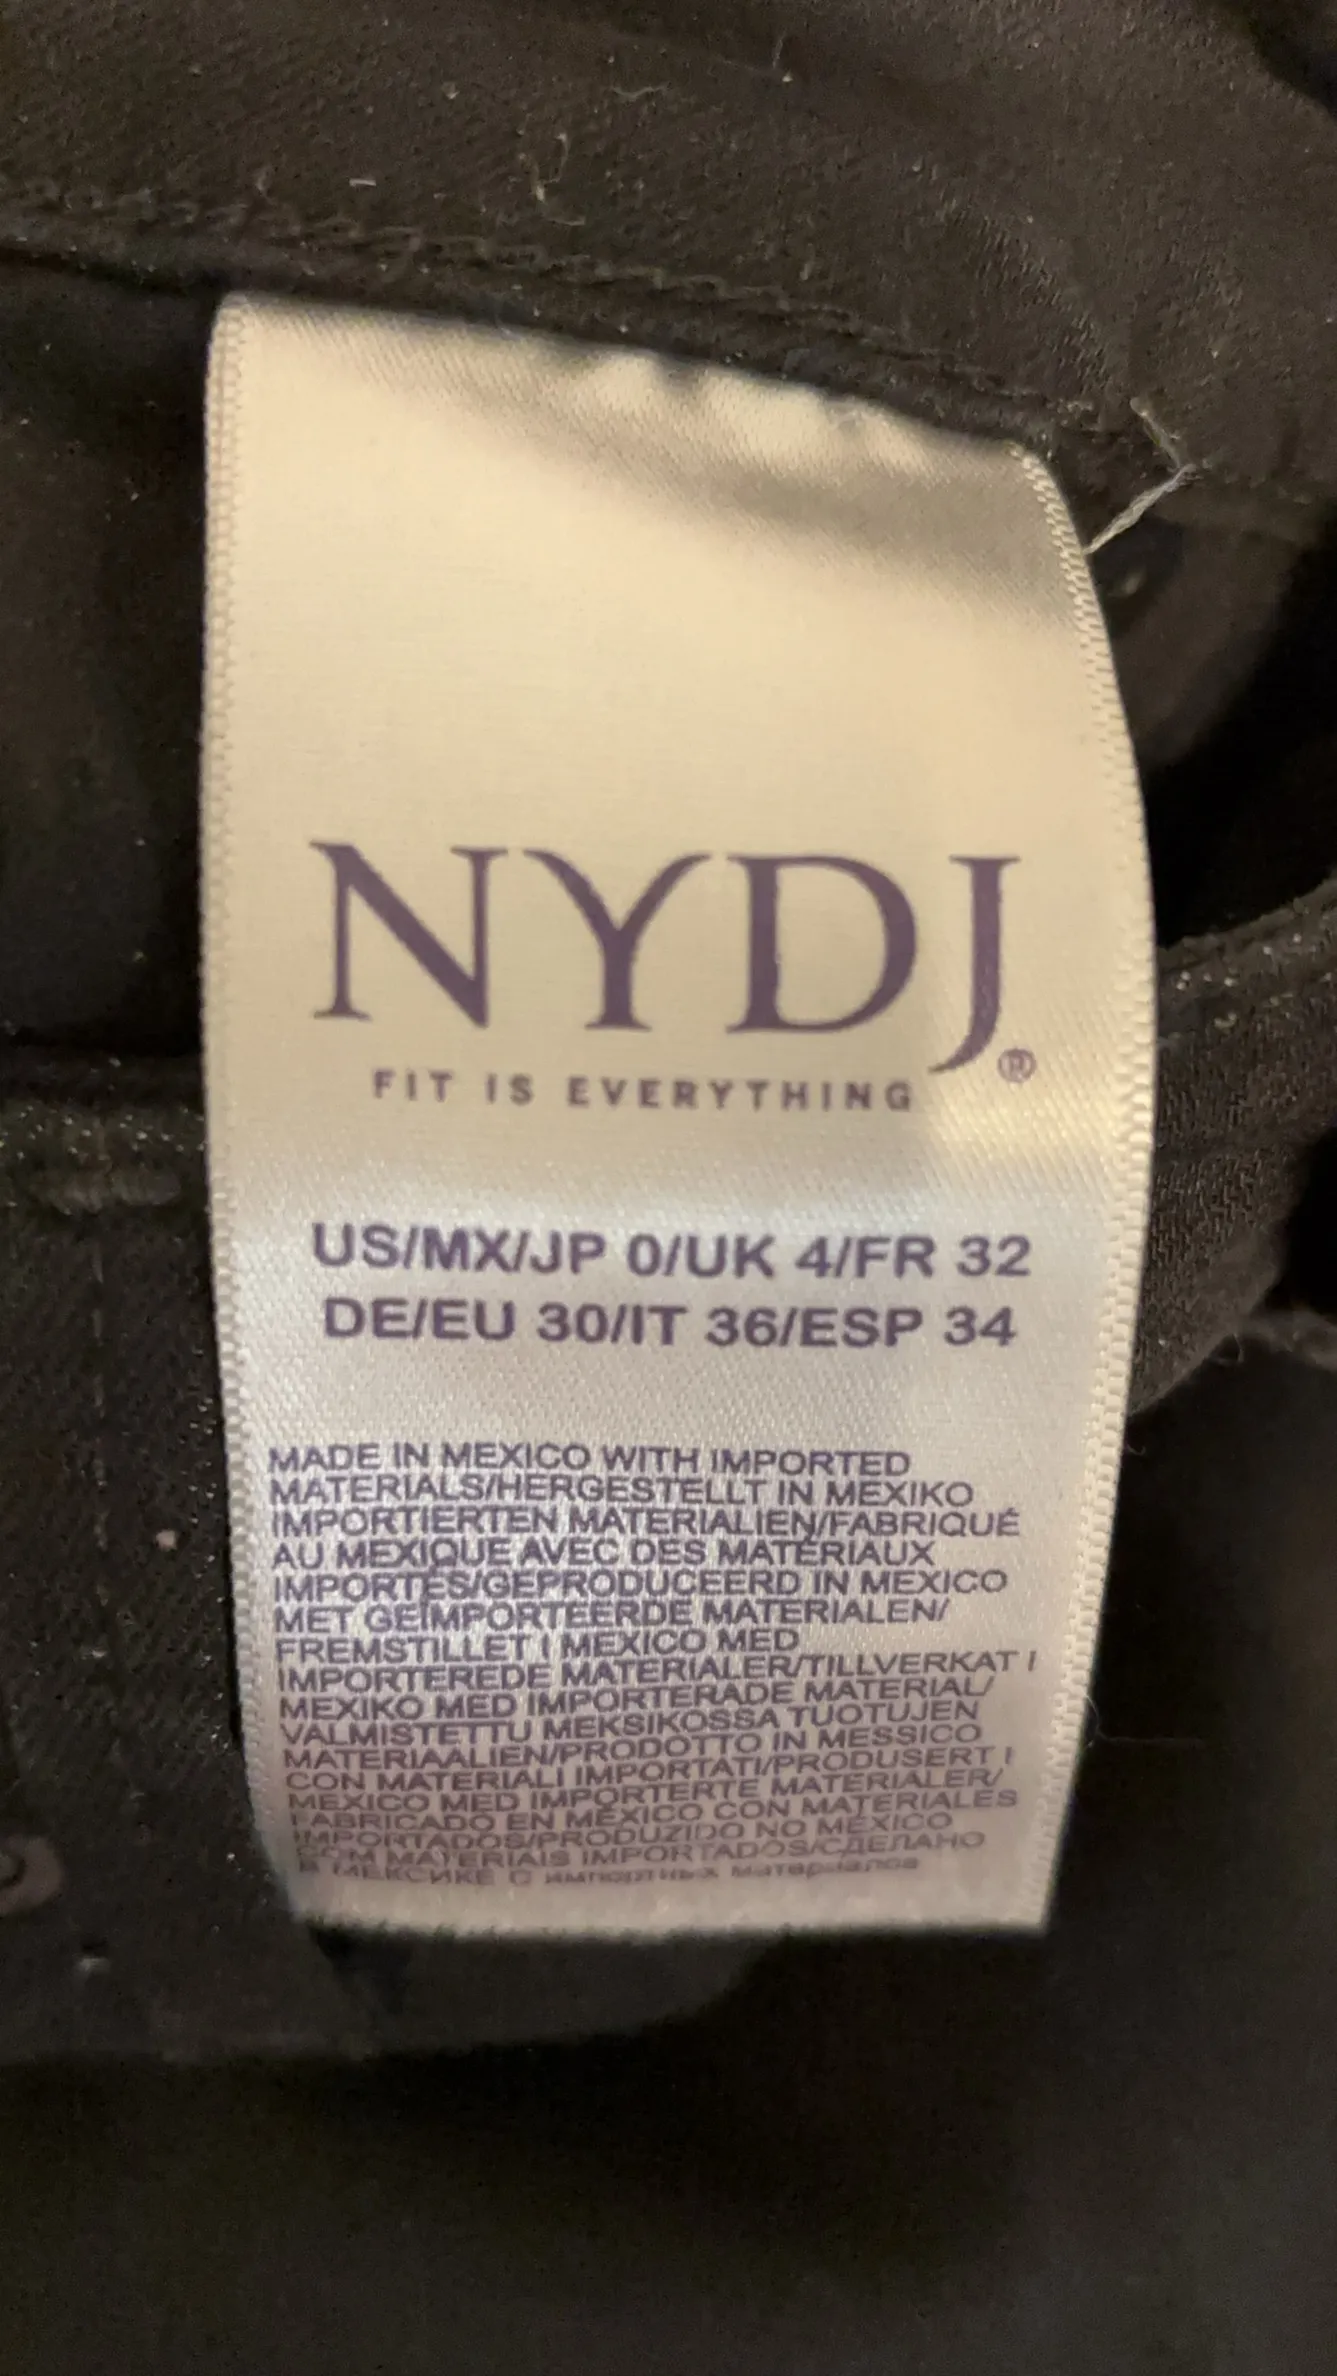 NYDJ®
FIT IS EVERYTHING
US/MX/JP 0/UK 4/FR 32
DE/EU 30/IT 36/ESP 34
MADE IN MEXICO WITH IMPORTED
MATERIALS/HERGESTELLT IN MEXIKO
IMPORTIERTEN MATERIALIEN/FABRIQUÉ
AU MEXIQUE AVEC DES MATÉRIAUX
IMPORTÉS/GEPRODUCEERD IN MEXICO
MET GEÏMPORTEERDE MATERIALEN/
FREMSTILLET I MEXICO MED
IMPORTEREDE MATERIALER/TILLVERKAT I
MEXIKO MED IMPORTERADE MATERIAL/
VALMISTETTU MEKSIKOSSA TUOTUJEN
MATERIAALIEN/PRODOTTO IN MESSICO
CON MATERIALI IMPORTATI/PRODUSERT I
MEXICO MED IMPORTERTE MATERIALER/
FABRICADO EN MÉXICO CON MATERIALES
IMPORTADOS/PRODUZIDO NO MÉXICO
COM MATERIAIS IMPORTADOS/СДЕЛАНО
В МЕКСИКЕ С импортных материалов